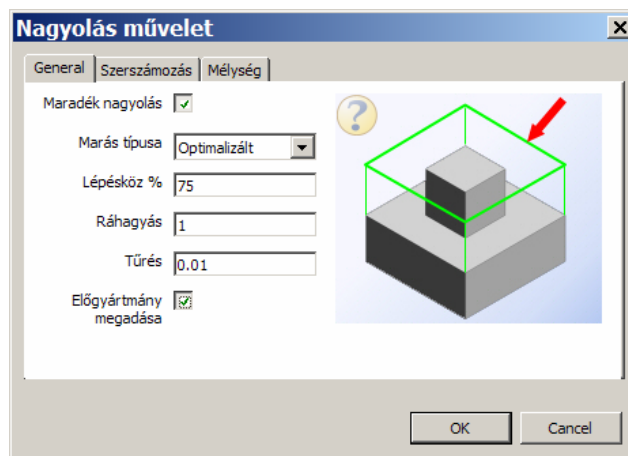 Nagyolás művelet
General Szerszámozás Mélység
Maradék nagyolás
Marás típusa Optimalizált
Lépésköz % 75
Ráhagyás 1
Tűrés 0.01
Előgyártmány
megadása
?
OK Cancel